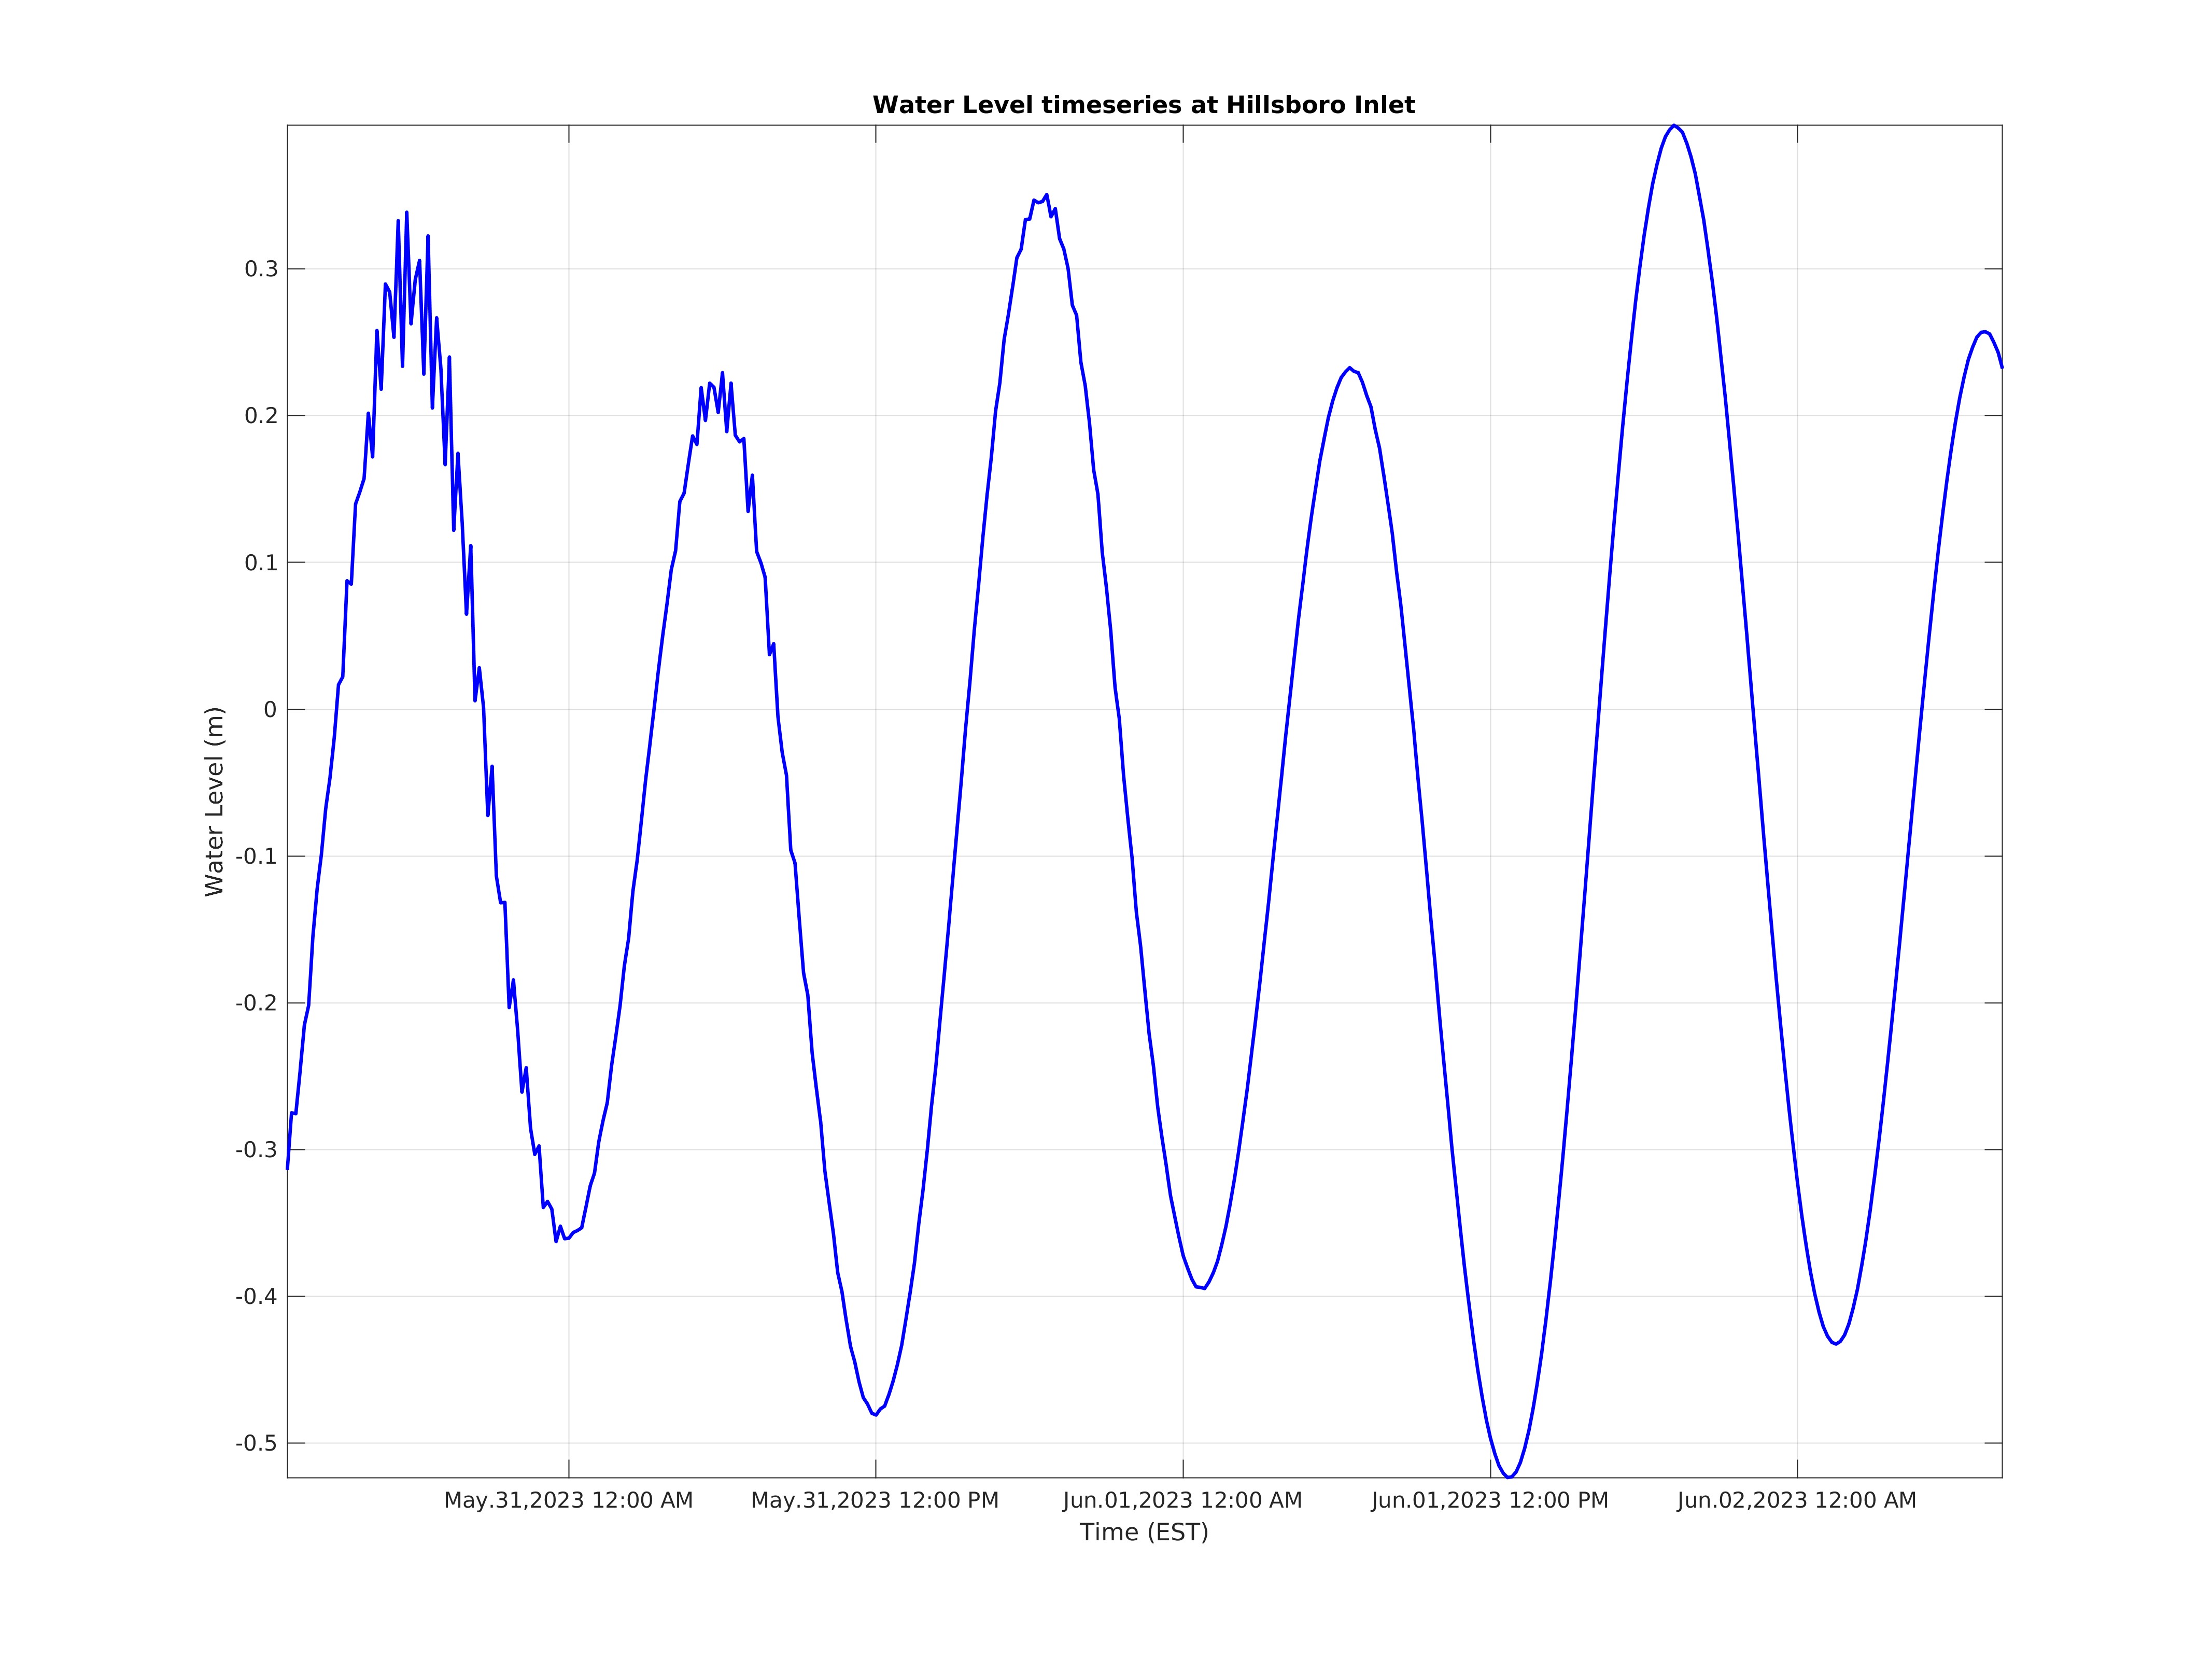 Water Level timeseries at Hillsboro Inlet
0.3
0.2
0.1
0
-0.1
-0.2
-0.3
-0.4
-0.5
Water Level (m)
May.31,2023 12:00 AM May.31,2023 12:00 PM Jun.01,2023 12:00 AM Jun.01,2023 12:00 PM Jun.02,2023 12:00 AM
Time (EST)